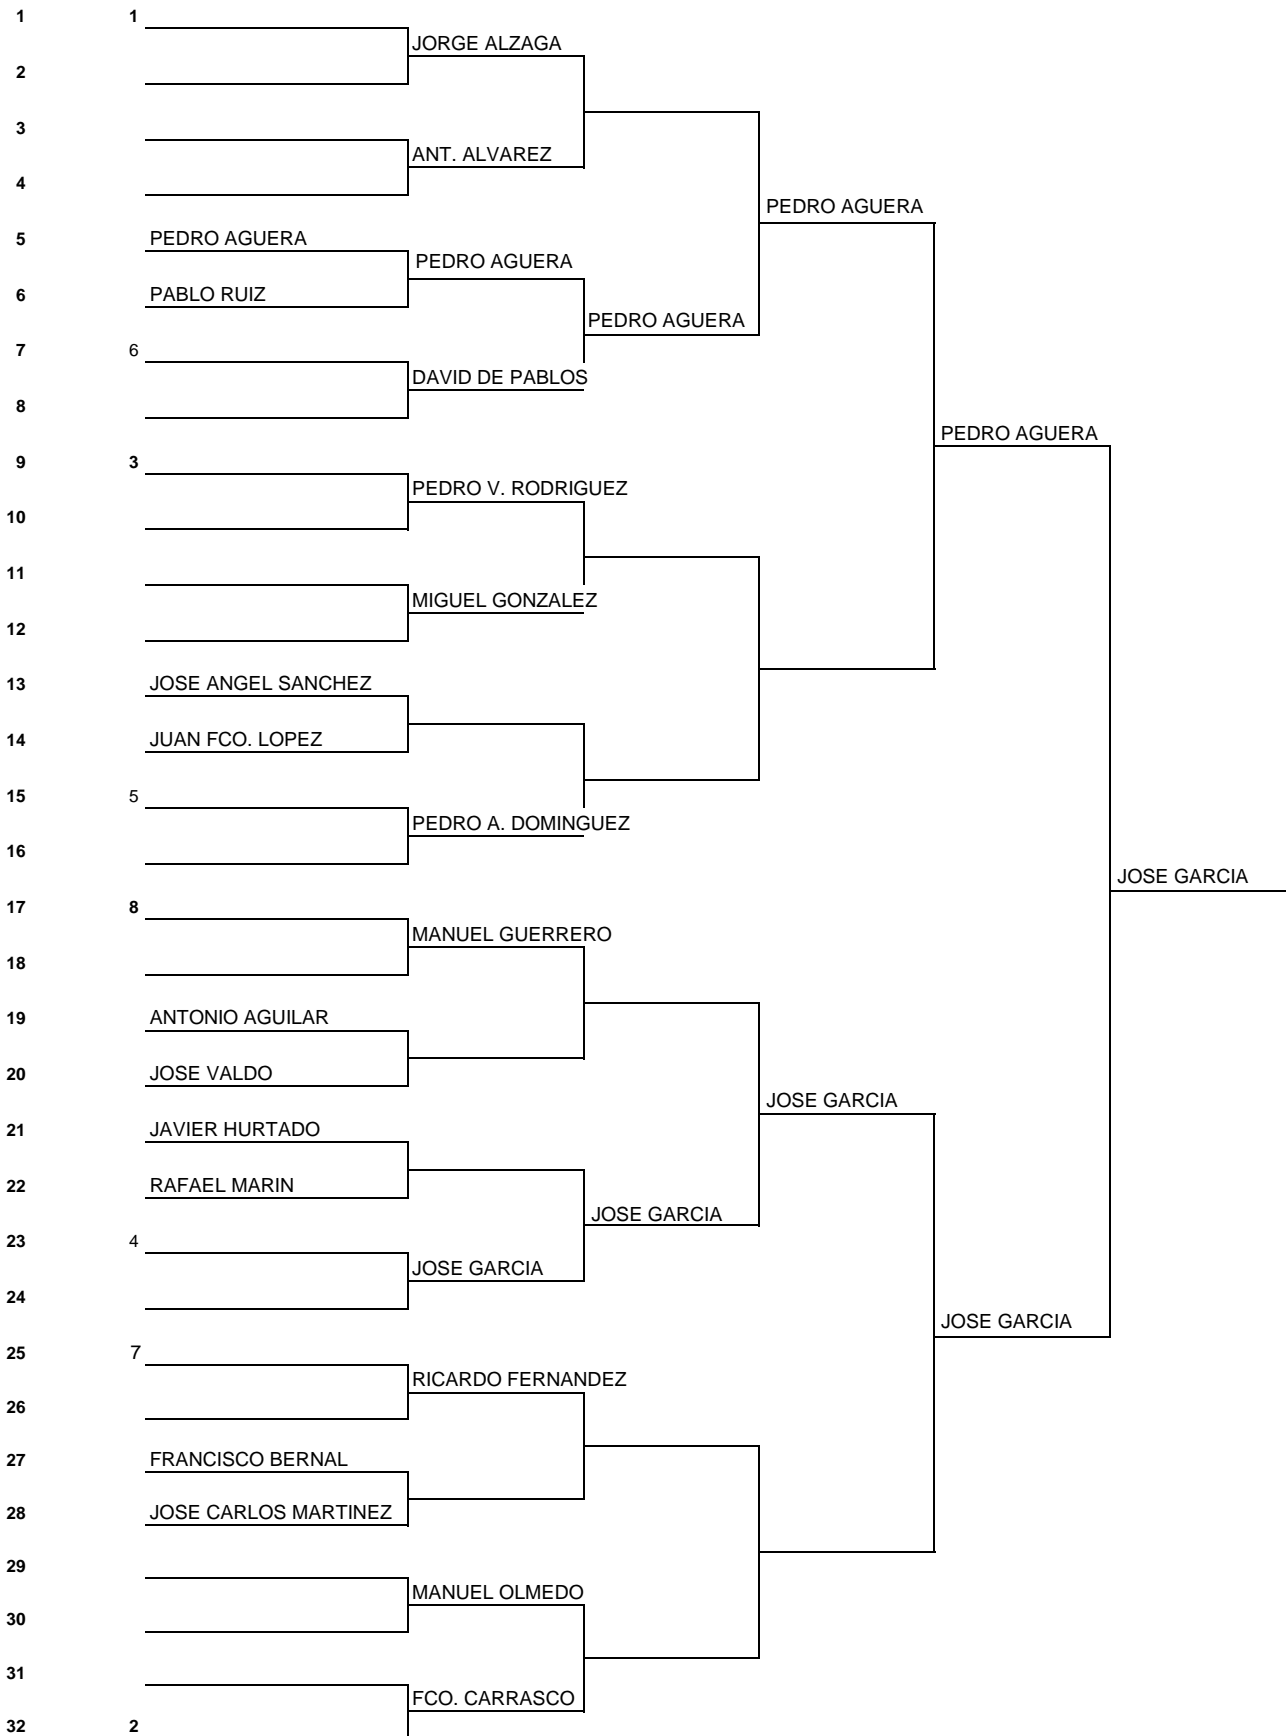 1 1
JORGE ALZAGA
2
3
ANT. ALVAREZ
4
PEDRO AGUERA
5 PEDRO AGUERA
PEDRO AGUERA
6 PABLO RUIZ
PEDRO AGUERA
7 6
DAVID DE PABLOS
8
PEDRO AGUERA
9 3
PEDRO V. RODRIGUEZ
10
11
MIGUEL GONZALEZ
12
13 JOSE ANGEL SANCHEZ
14 JUAN FCO. LOPEZ
15 5
PEDRO A. DOMINGUEZ
16
JOSE GARCIA
17 8
MANUEL GUERRERO
18
19 ANTONIO AGUILAR
20 JOSE VALDO
JOSE GARCIA
21 JAVIER HURTADO
22 RAFAEL MARIN
JOSE GARCIA
23 4
JOSE GARCIA
24
JOSE GARCIA
25 7
RICARDO FERNANDEZ
26
27 FRANCISCO BERNAL
28 JOSE CARLOS MARTINEZ
29
MANUEL OLMEDO
30
31
FCO. CARRASCO
32 2